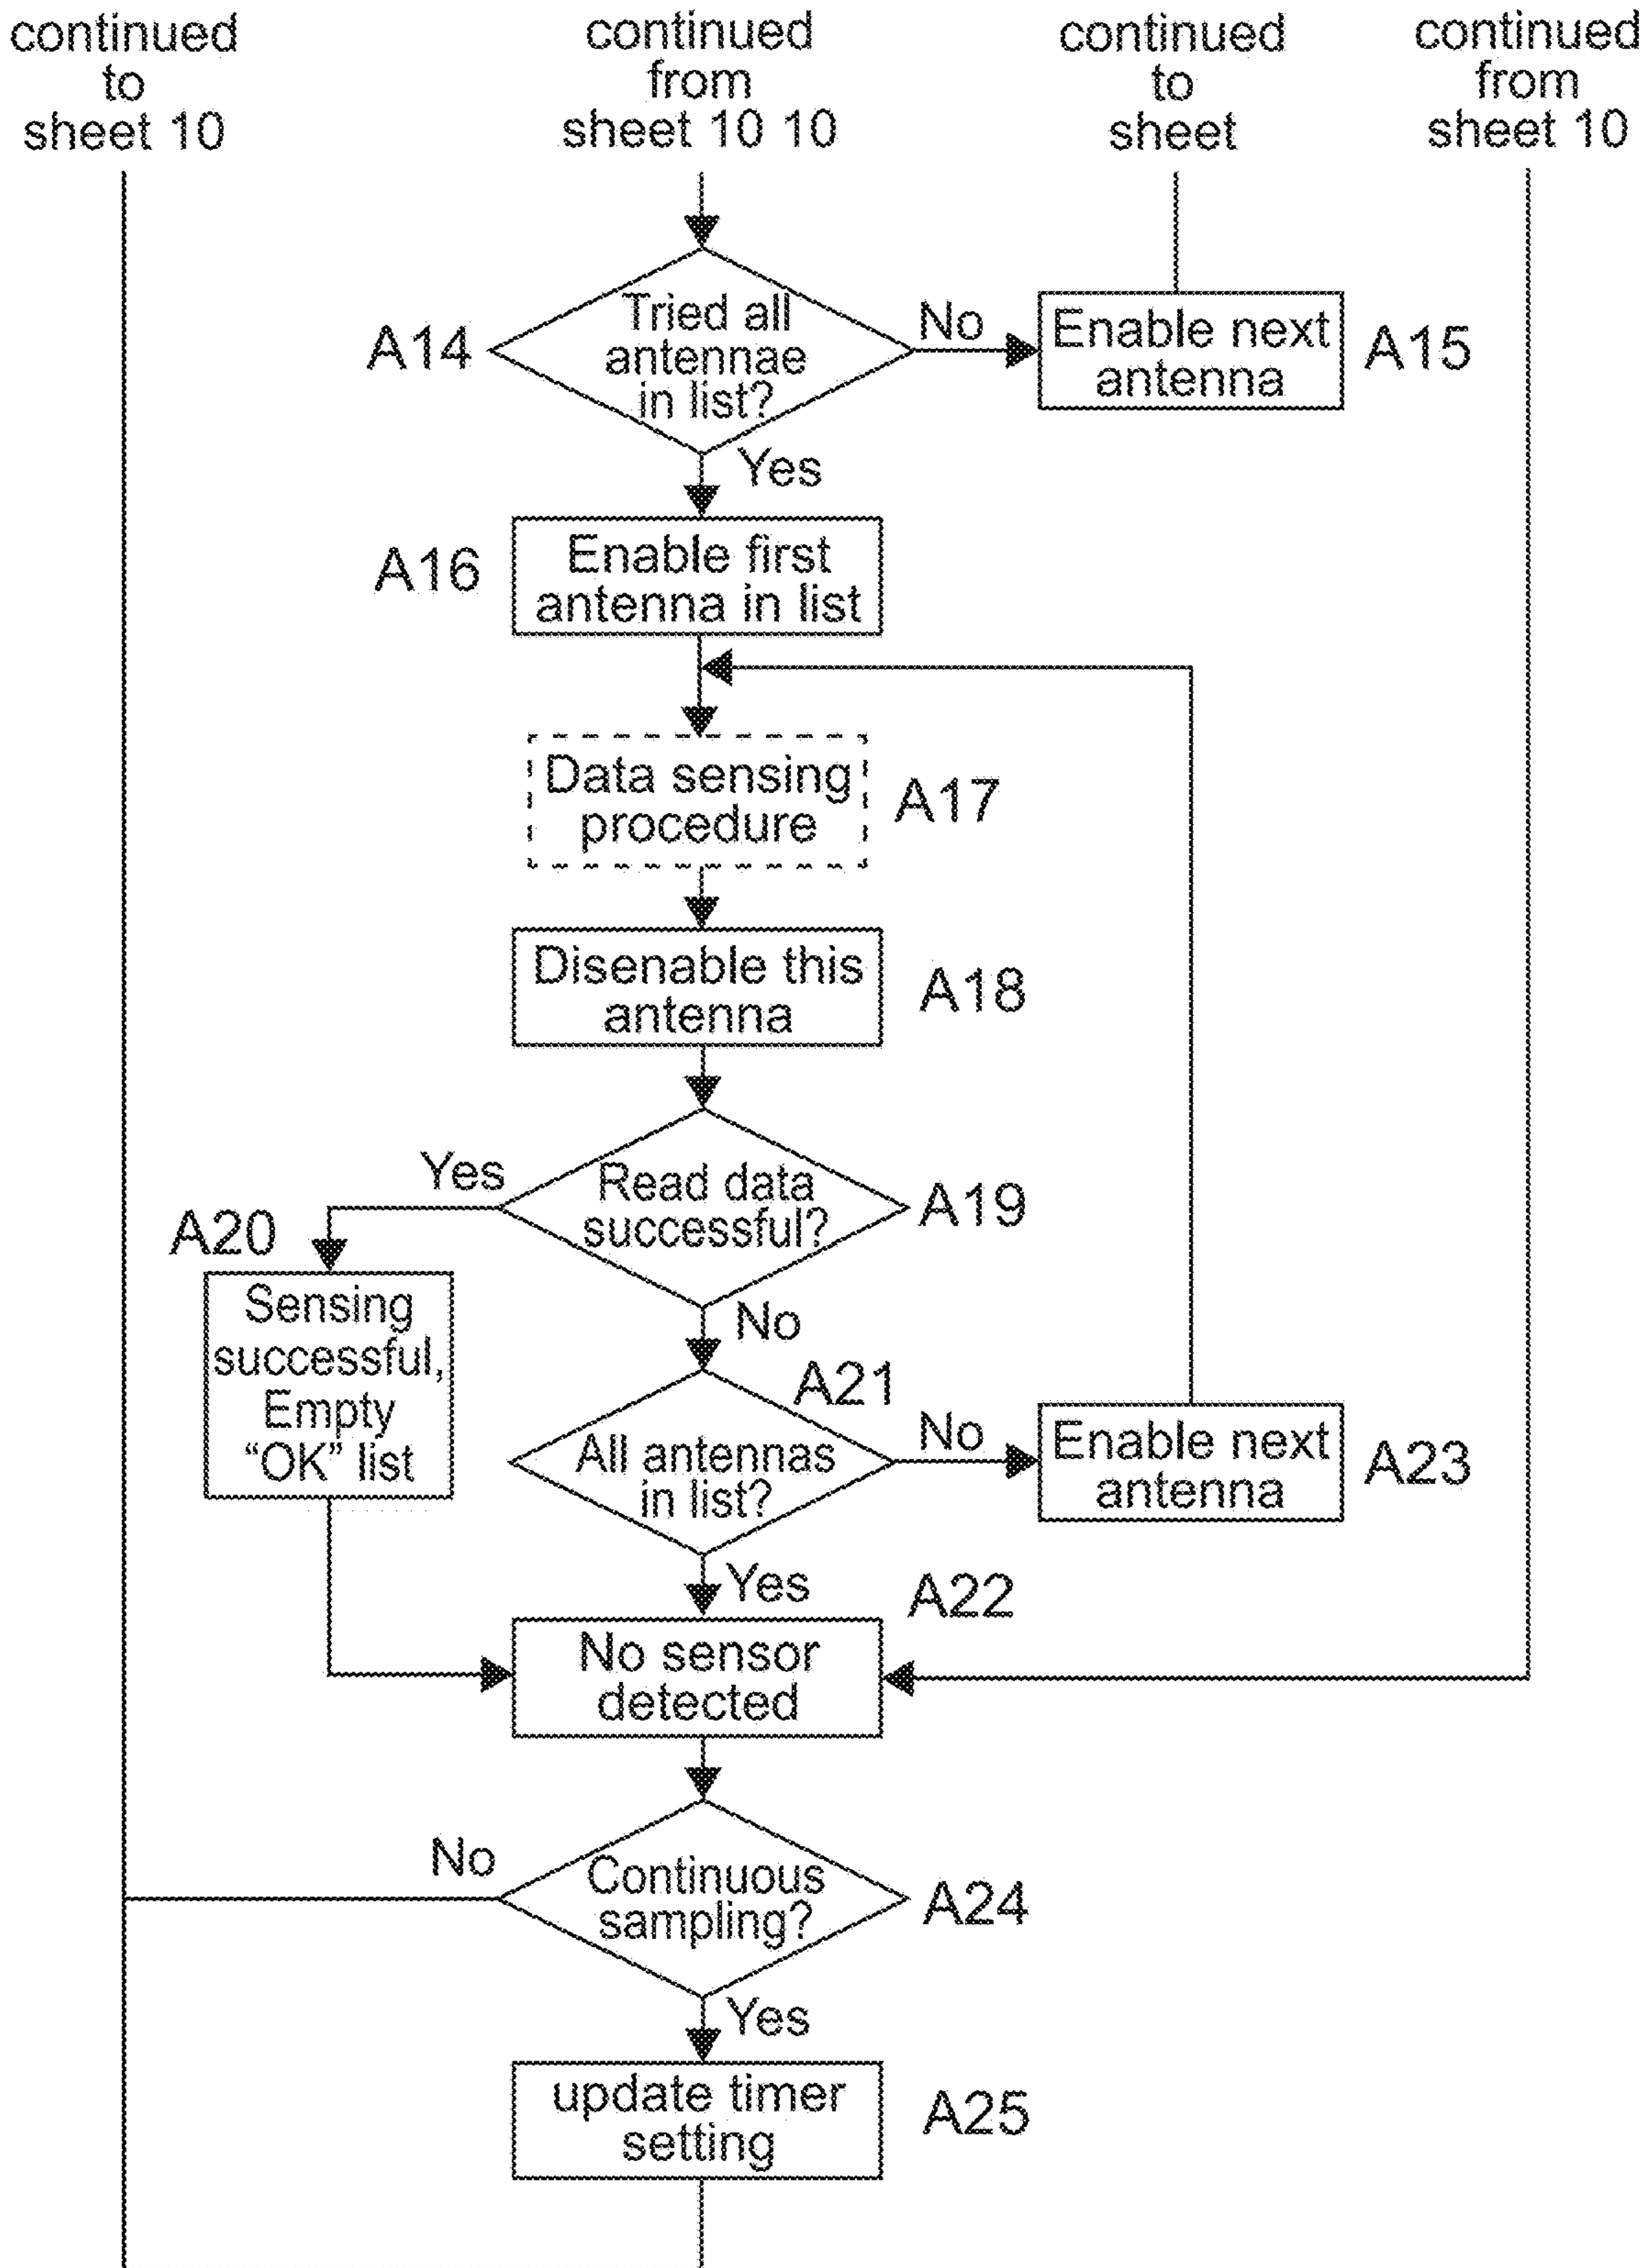 continued
to
sheet 10
continued
from
sheet 10 10
continued
to
sheet
continued
from
sheet 10
A14
Tried all
antennae
in list?
No
Enable next
antenna
A15
Yes
A16
Enable first
antenna in list
Data sensing
procedure
A17
Disenable this
antenna
A18
Yes
Read data
successful?
A19
A20
Sensing
successful,
Empty
“OK” list
No
A21
All antennas
in list?
No
Enable next
antenna
A23
Yes
A22
No sensor
detected
No
Continuous
sampling?
A24
Yes
update timer
setting
A25